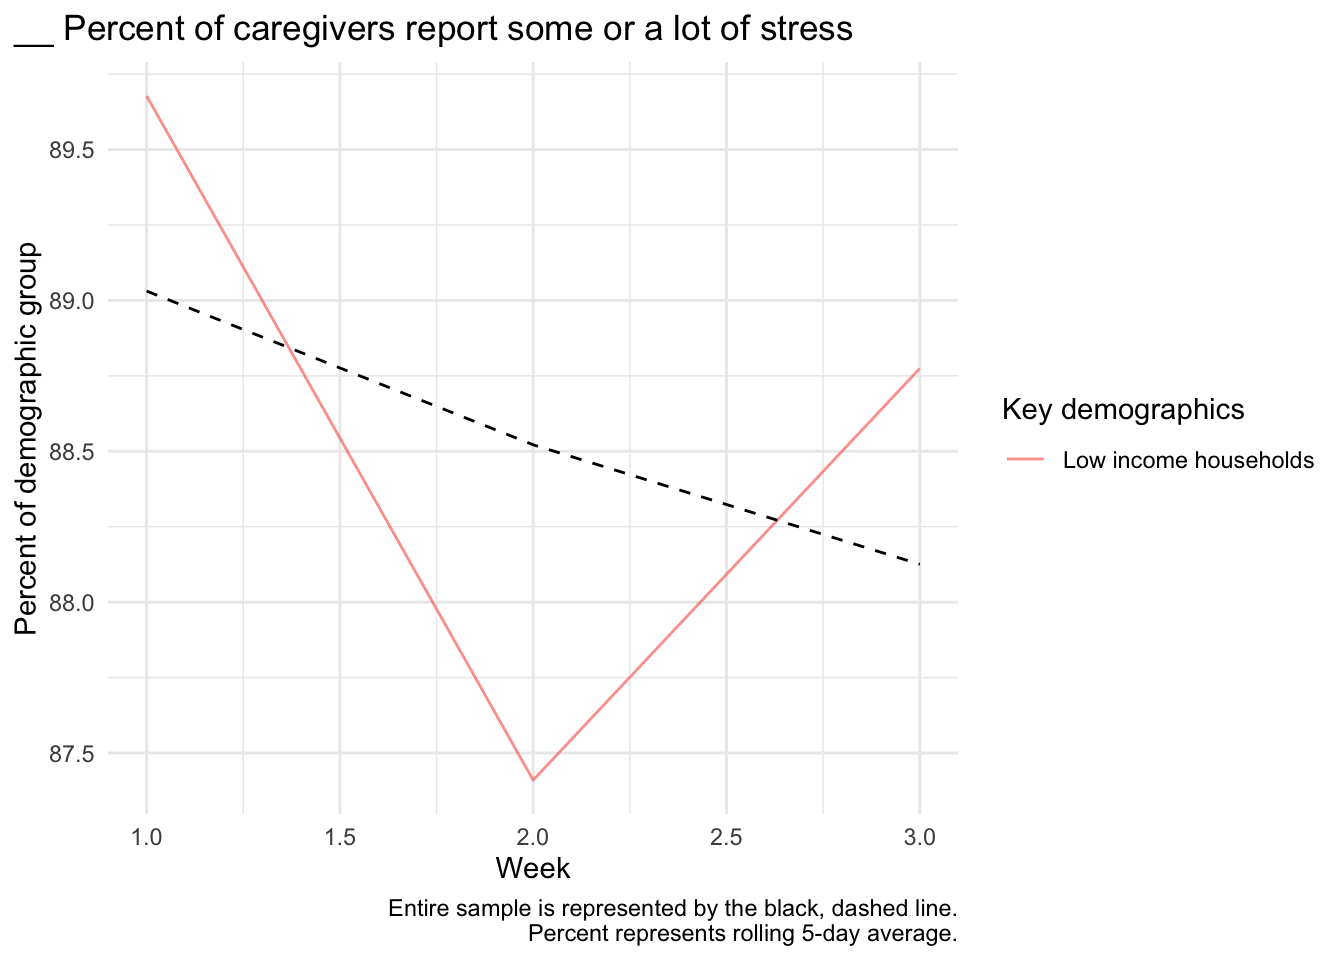 __ Percent of caregivers report some or a lot of stress
Percent of demographic group
89.5
89.0
88.5
88.0
87.5
1.0 1.5 2.0 2.5 3.0
Week
Key demographics
Low income households
Entire sample is represented by the black, dashed line.
Percent represents rolling 5-day average.